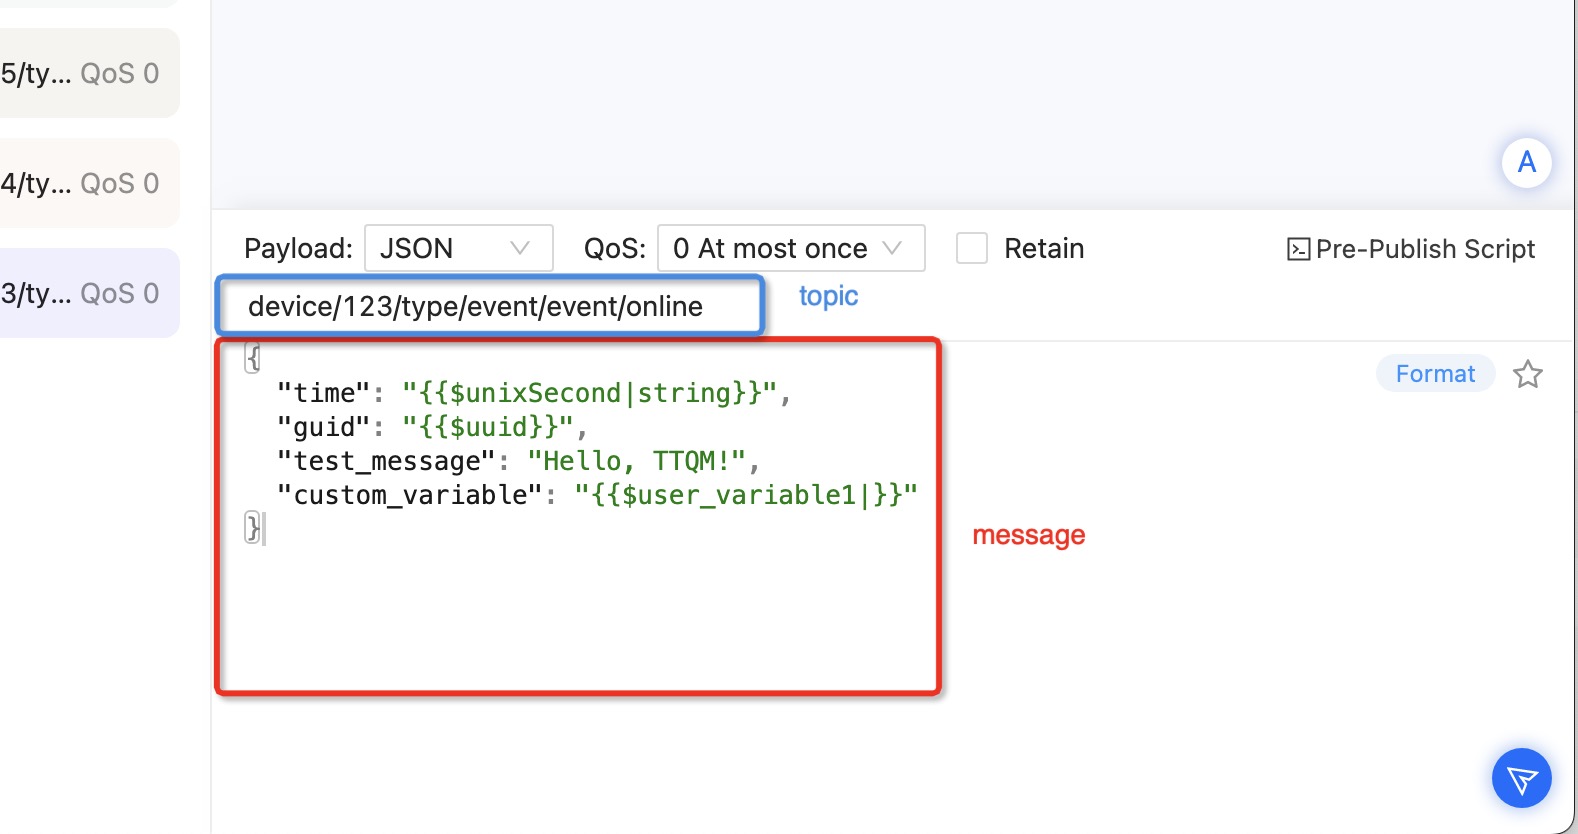 5/ty... QoS 0
4/ty... QoS 0
3/ty... QoS 0
A
Payload: JSON QoS: 0 At most once Retain Pre-Publish Script
device/123/type/event/event/online topic
{
"time": "{{$unixSecond|string}}",
"guid": "{{$uuid}}",
"test_message": "Hello, TTQM!",
"custom_variable": "{{$user_variable1|}}"
}
Format
message